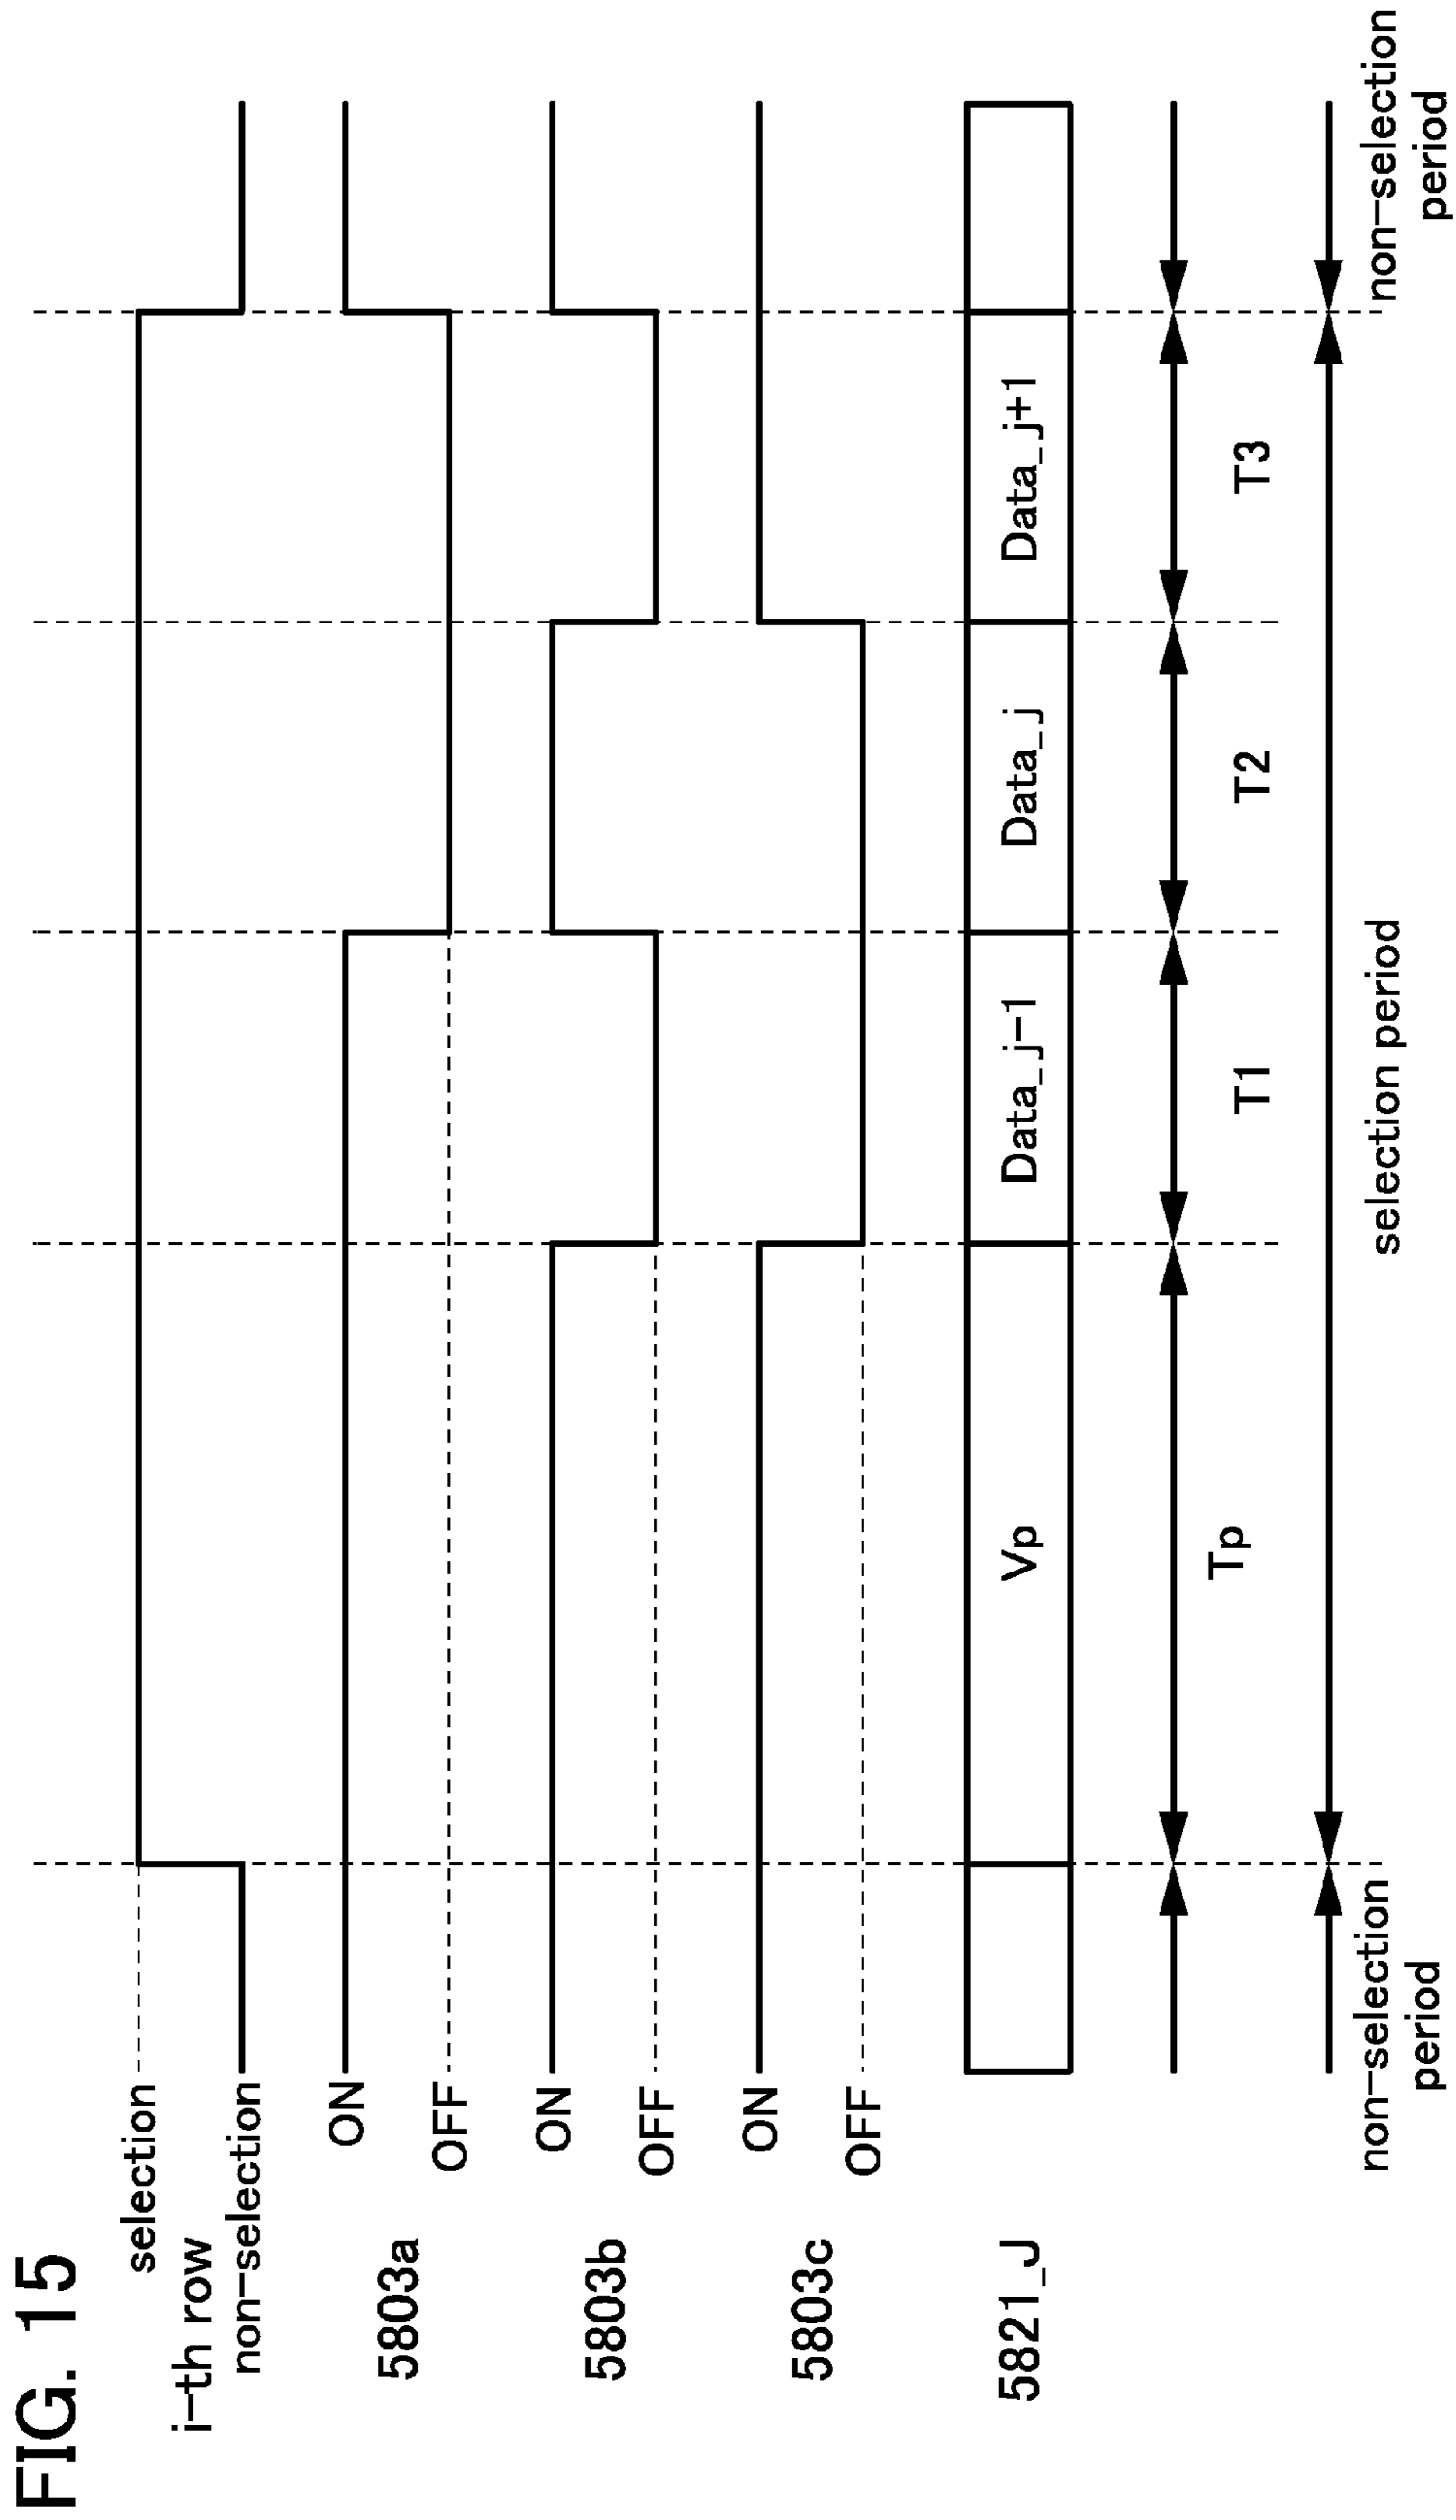 FIG. 15
selection
i-th row
non-selection
ON
5803a
OFF
ON
5803b
OFF
ON
5803c
OFF
5821_J
Vp
Data_j-1
Data_j
Data_j+1
Tp
T1
T2
T3
non-selection
period
selection period
non-selection
period